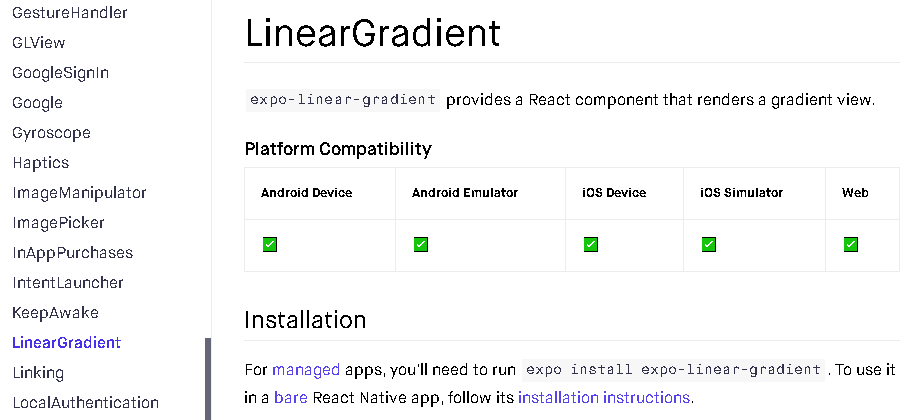 GestureHandler
GLView
GoogleSignIn
Google
Gyroscope
Haptics
ImageManipulator
ImagePicker
InAppPurchases
IntentLauncher
KeepAwake
LinearGradient
Linking
LocalAuthentication
LinearGradient
expo-linear-gradient provides a React component that renders a gradient view.
Platform Compatibility
Android Device Android Emulator iOS Device iOS Simulator Web
✅ ✅ ✅ ✅ ✅
Installation
For managed apps, you'll need to run expo install expo-linear-gradient . To use it
in a bare React Native app, follow its installation instructions.